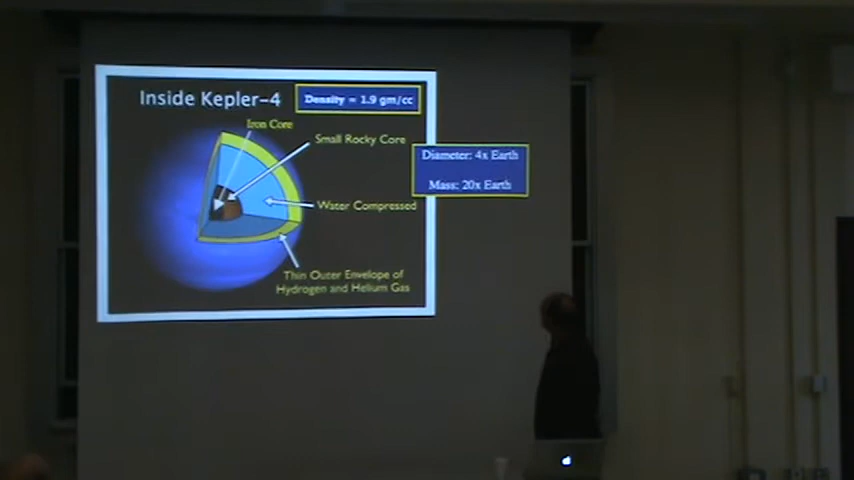 Inside Kepler-4
Density = 1.9 gm/cc
Iron Core
Small Rocky Core
Diameter: 4x Earth
Mass: 20x Earth
Water Compressed
Thin Outer Envelope of
Hydrogen and Helium Gas